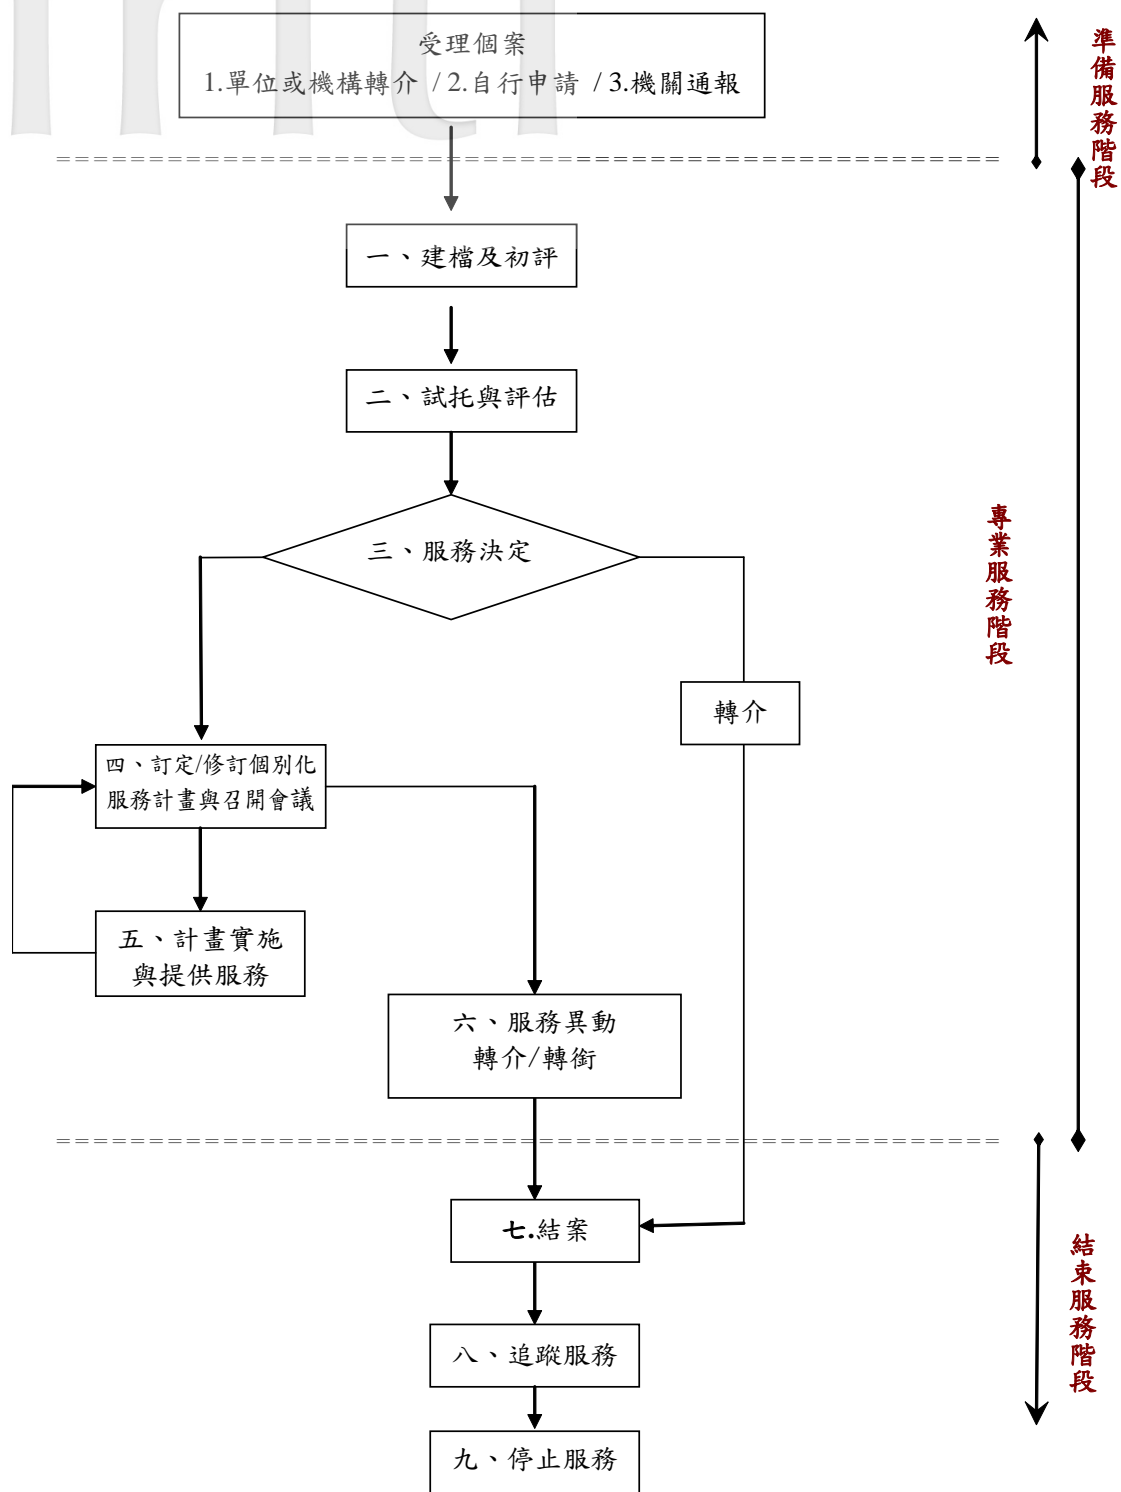 受理個案
1.單位或機構轉介 / 2.自行申請 / 3.機關通報
準備服務階段
一、建檔及初評
二、試托與評估
三、服務決定
專業服務階段
轉介
四、訂定/修訂個別化
服務計畫與召開會議
五、計畫實施
與提供服務
六、服務異動
轉介/轉銜
七.結案
結束服務階段
八、追蹤服務
九、停止服務